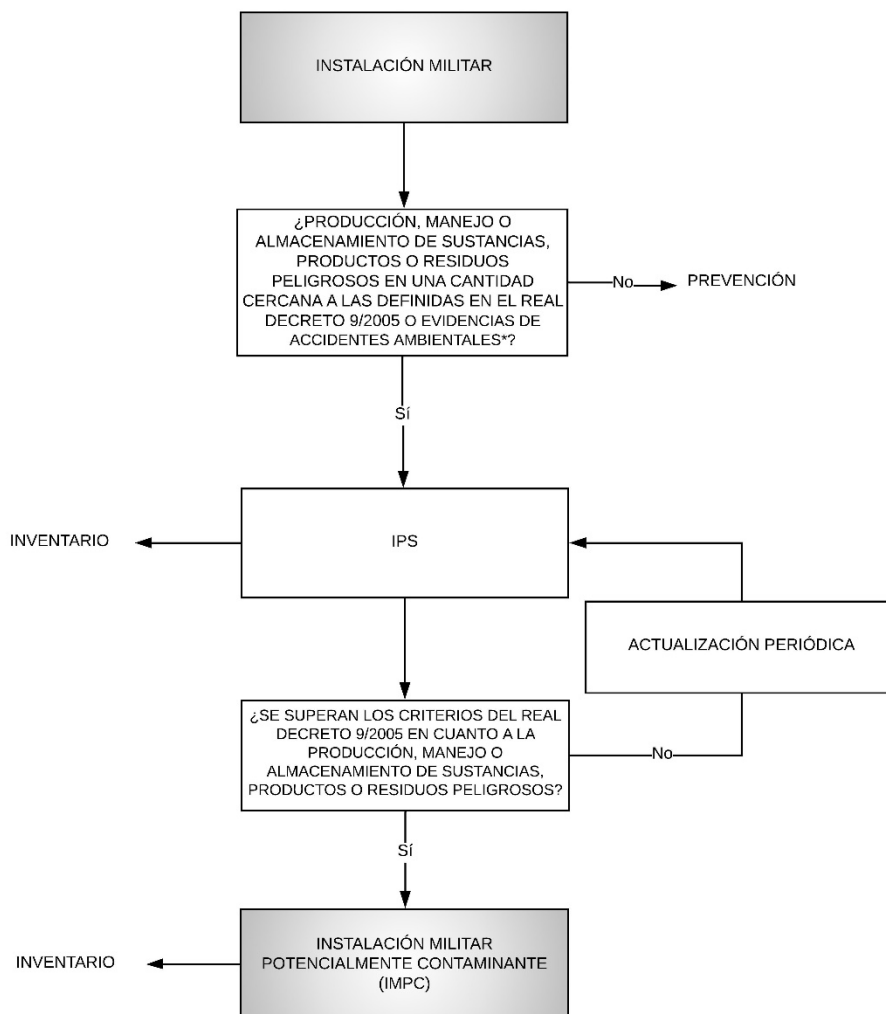 INSTALACIÓN MILITAR
¿PRODUCCIÓN, MANEJO O
ALMACENAMIENTO DE SUSTANCIAS,
PRODUCTOS O RESIDUOS
PELIGROSOS EN UNA CANTIDAD
CERCANA A LAS DEFINIDAS EN EL REAL
DECRETO 9/2005 O EVIDENCIAS DE
ACCIDENTES AMBIENTALES*?
No
PREVENCIÓN
Sí
INVENTARIO
IPS
ACTUALIZACIÓN PERIÓDICA
¿SE SUPERAN LOS CRITERIOS DEL REAL
DECRETO 9/2005 EN CUANTO A LA
PRODUCCIÓN, MANEJO O
ALMACENAMIENTO DE SUSTANCIAS,
PRODUCTOS O RESIDUOS PELIGROSOS?
No
Sí
INVENTARIO
INSTALACIÓN MILITAR
POTENCIALMENTE CONTAMINANTE
(IMPC)